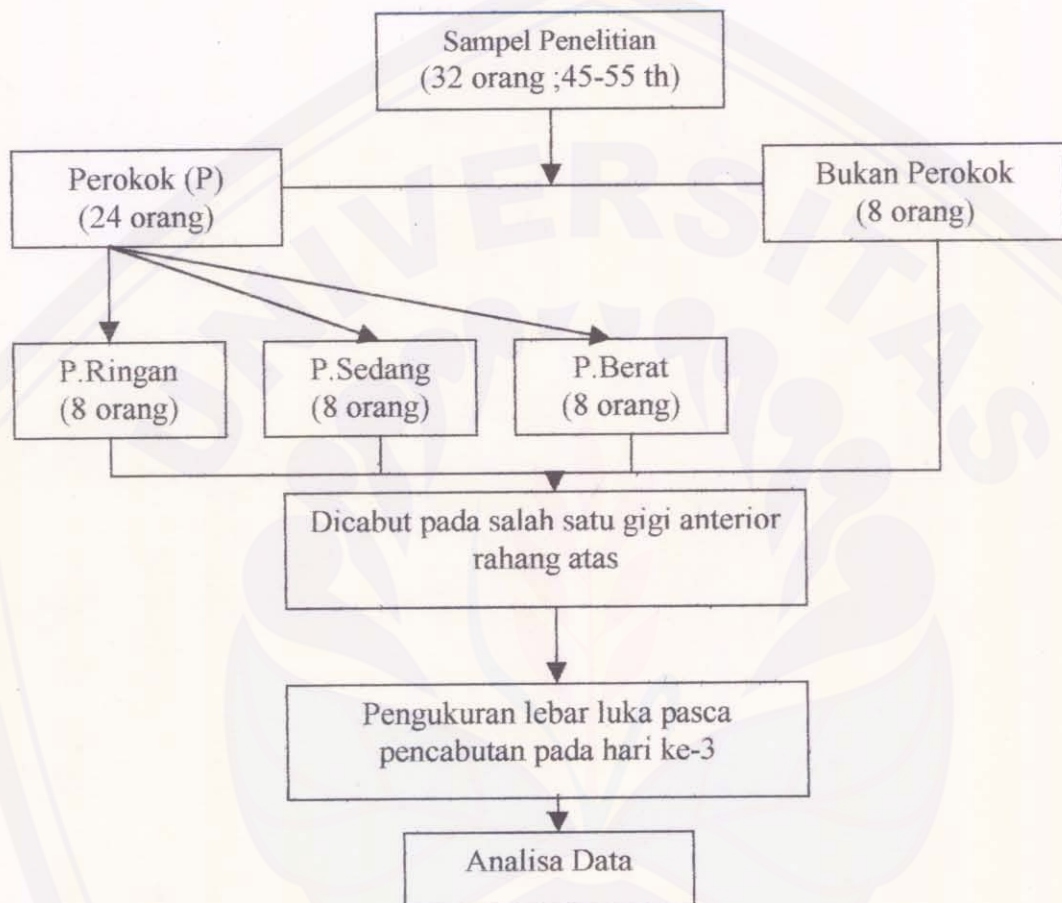 Sampel Penelitian
(32 orang ;45-55 th)
Perokok (P)
(24 orang)
Bukan Perokok
(8 orang)
P.Ringan
(8 orang)
P.Sedang
(8 orang)
P.Berat
(8 orang)
Dicabut pada salah satu gigi anterior
rahang atas
Pengukuran lebar luka pasca
pencabutan pada hari ke-3
Analisa Data
UNIVERSITAS